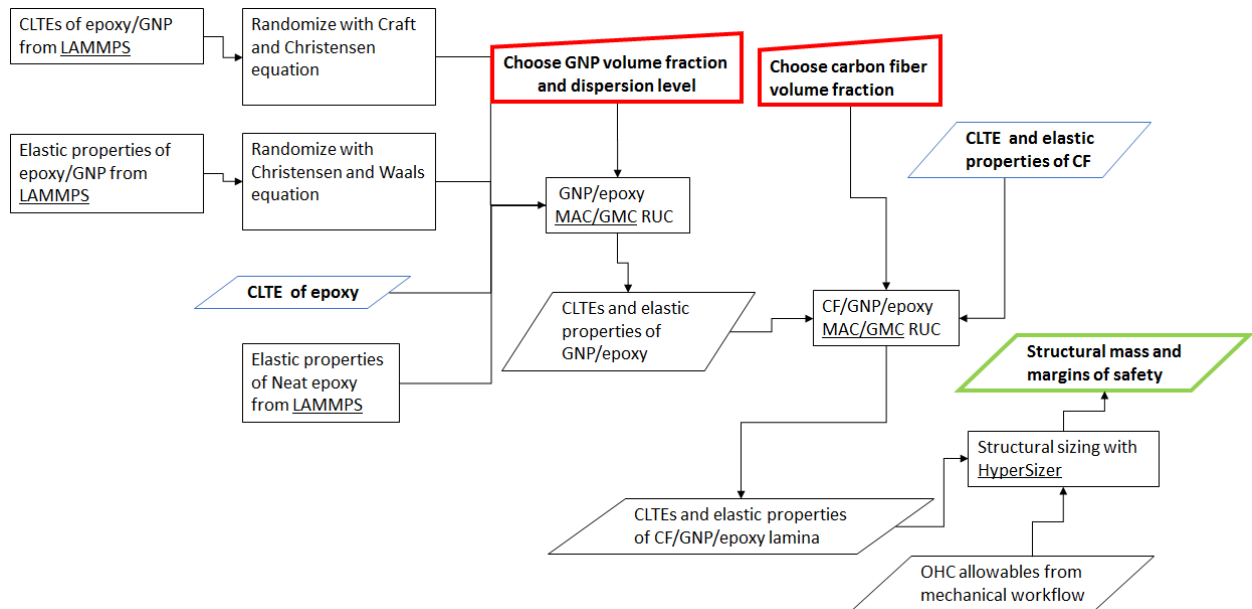 CLTEs of epoxy/GNP
from LAMMPS
Randomize with Craft
and Christensen
equation
Choose GNP volume fraction
and dispersion level
Choose carbon fiber
volume fraction
Elastic properties of
epoxy/GNP from
LAMMPS
Randomize with
Christensen and Waals
equation
CLTE and elastic
properties of CF
GNP/epoxy
MAC/GMC RUC
CLTE of epoxy
CLTEs and elastic
properties of
GNP/epoxy
CF/GNP/epoxy
MAC/GMC RUC
Elastic properties
of Neat epoxy
from LAMMPS
Structural mass and
margins of safety
Structural sizing with
HyperSizer
CLTEs and elastic properties
of CF/GNP/epoxy lamina
OHC allowables from
mechanical workflow